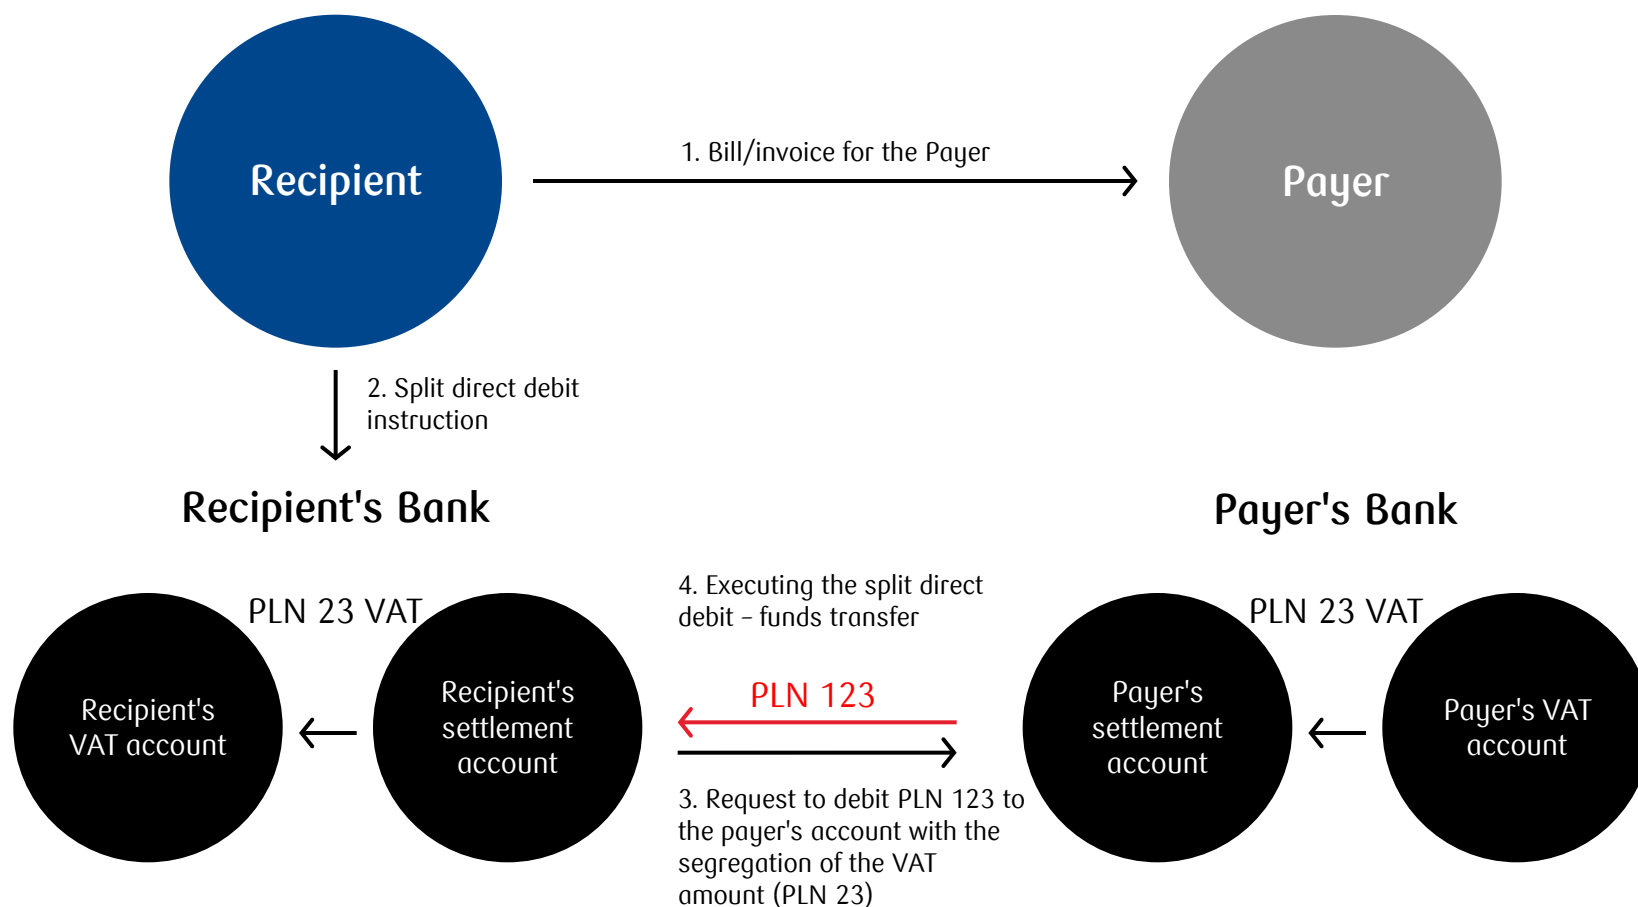 Recipient
1. Bill/invoice for the Payer
Payer
2. Split direct debit
instruction
Recipient's Bank
Payer's Bank
4. Executing the split direct
debit – funds transfer
PLN 23 VAT
PLN 23 VAT
Recipient's
VAT account
Recipient's
settlement
account
PLN 123
Payer's
settlement
account
Payer's VAT
account
3. Request to debit PLN 123 to
the payer's account with the
segregation of the VAT
amount (PLN 23)